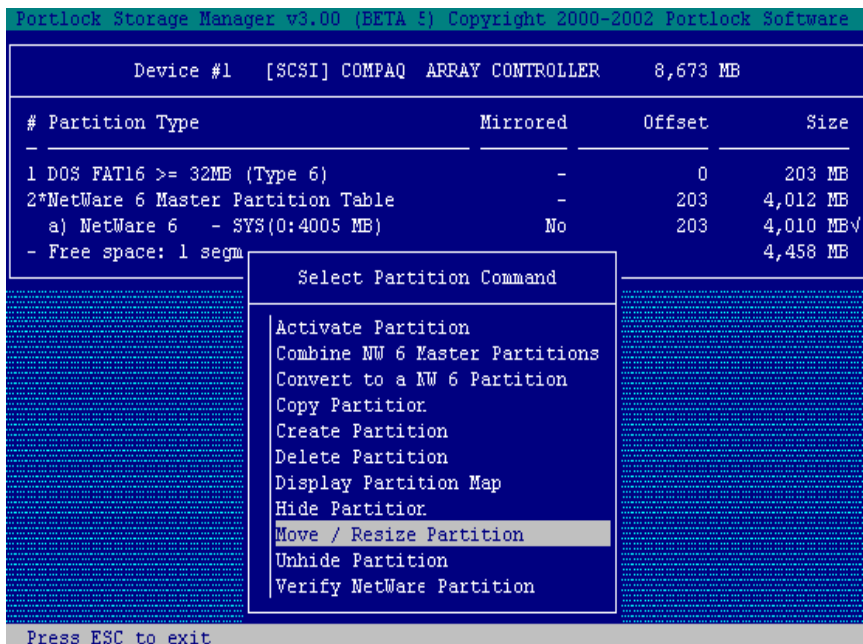 Portlock Storage Manager v3.00 (BETA 5) Copyright 2000-2002 Portlock Software
Device #1 [SCSI] COMPAQ ARRAY CONTROLLER 8,673 MB
# Partition Type Mirrored Offset Size
1 DOS FAT16 >= 32MB (Type 6) - 0 203 MB
2*NetWare 6 Master Partition Table - 203 4,012 MB
a) NetWare 6 - SYS(0:4005 MB) No 203 4,010 MB√
- Free space: 1 segm 4,458 MB
Select Partition Command
Activate Partition
Combine NW 6 Master Partitions
Convert to a NW 6 Partition
Copy Partition
Create Partition
Delete Partition
Display Partition Map
Hide Partition
Move / Resize Partition
Unhide Partition
Verify NetWare Partition
Press ESC to exit